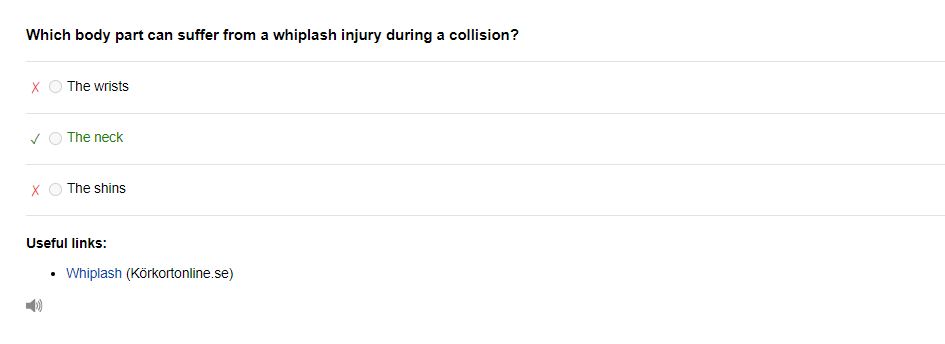 Which body part can suffer from a whiplash injury during a collision?
The wrists
The neck
The shins
Useful links:
Whiplash (Körkortonline.se)